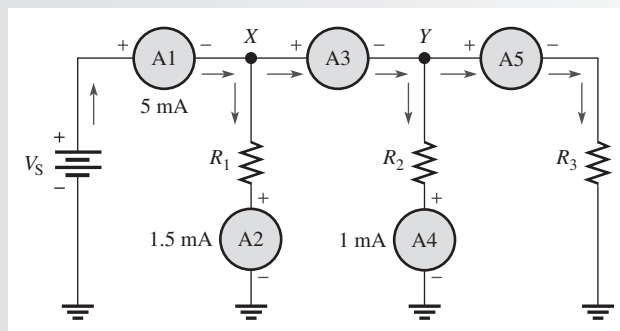 X Y
+ A1 − + A3 − + A5 −
5 mA
+
V_S R_1 R_2 R_3
−
+ +
1.5 mA A2 1 mA A4
− −